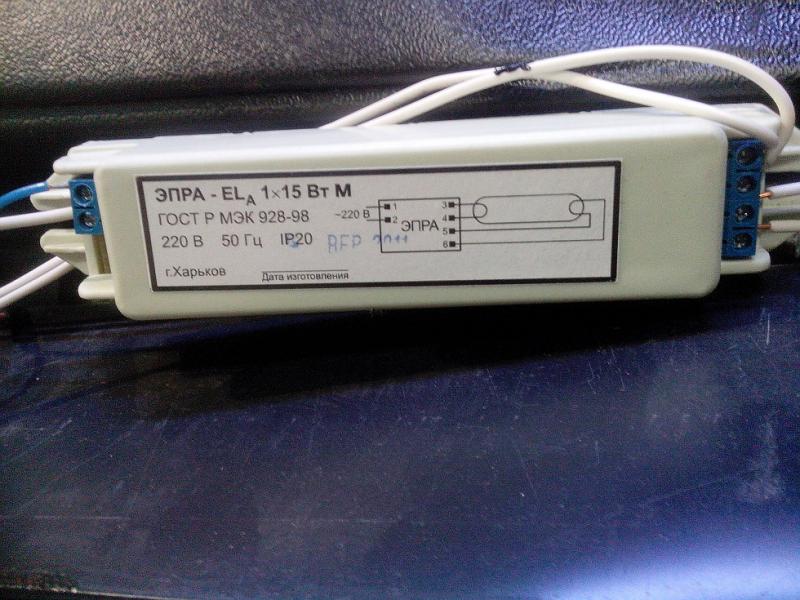 ЭПРА - ELA 1×15 Вт М
ГОСТ Р МЭК 928-98
220 В 50 Гц IP20
г.Харьков
Дата изготовления
~220 В
1
2
ЭПРА
3
4
5
6